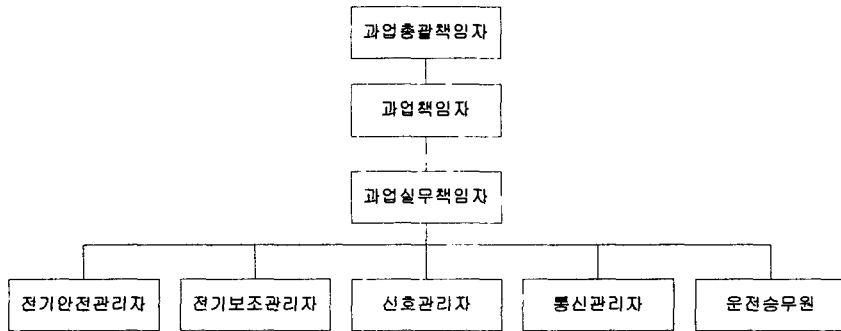 과업총괄책임자
과업책임자
과업실무책임자
전기안전관리자
전기보조관리자
신호관리자
통신관리자
운전승무원